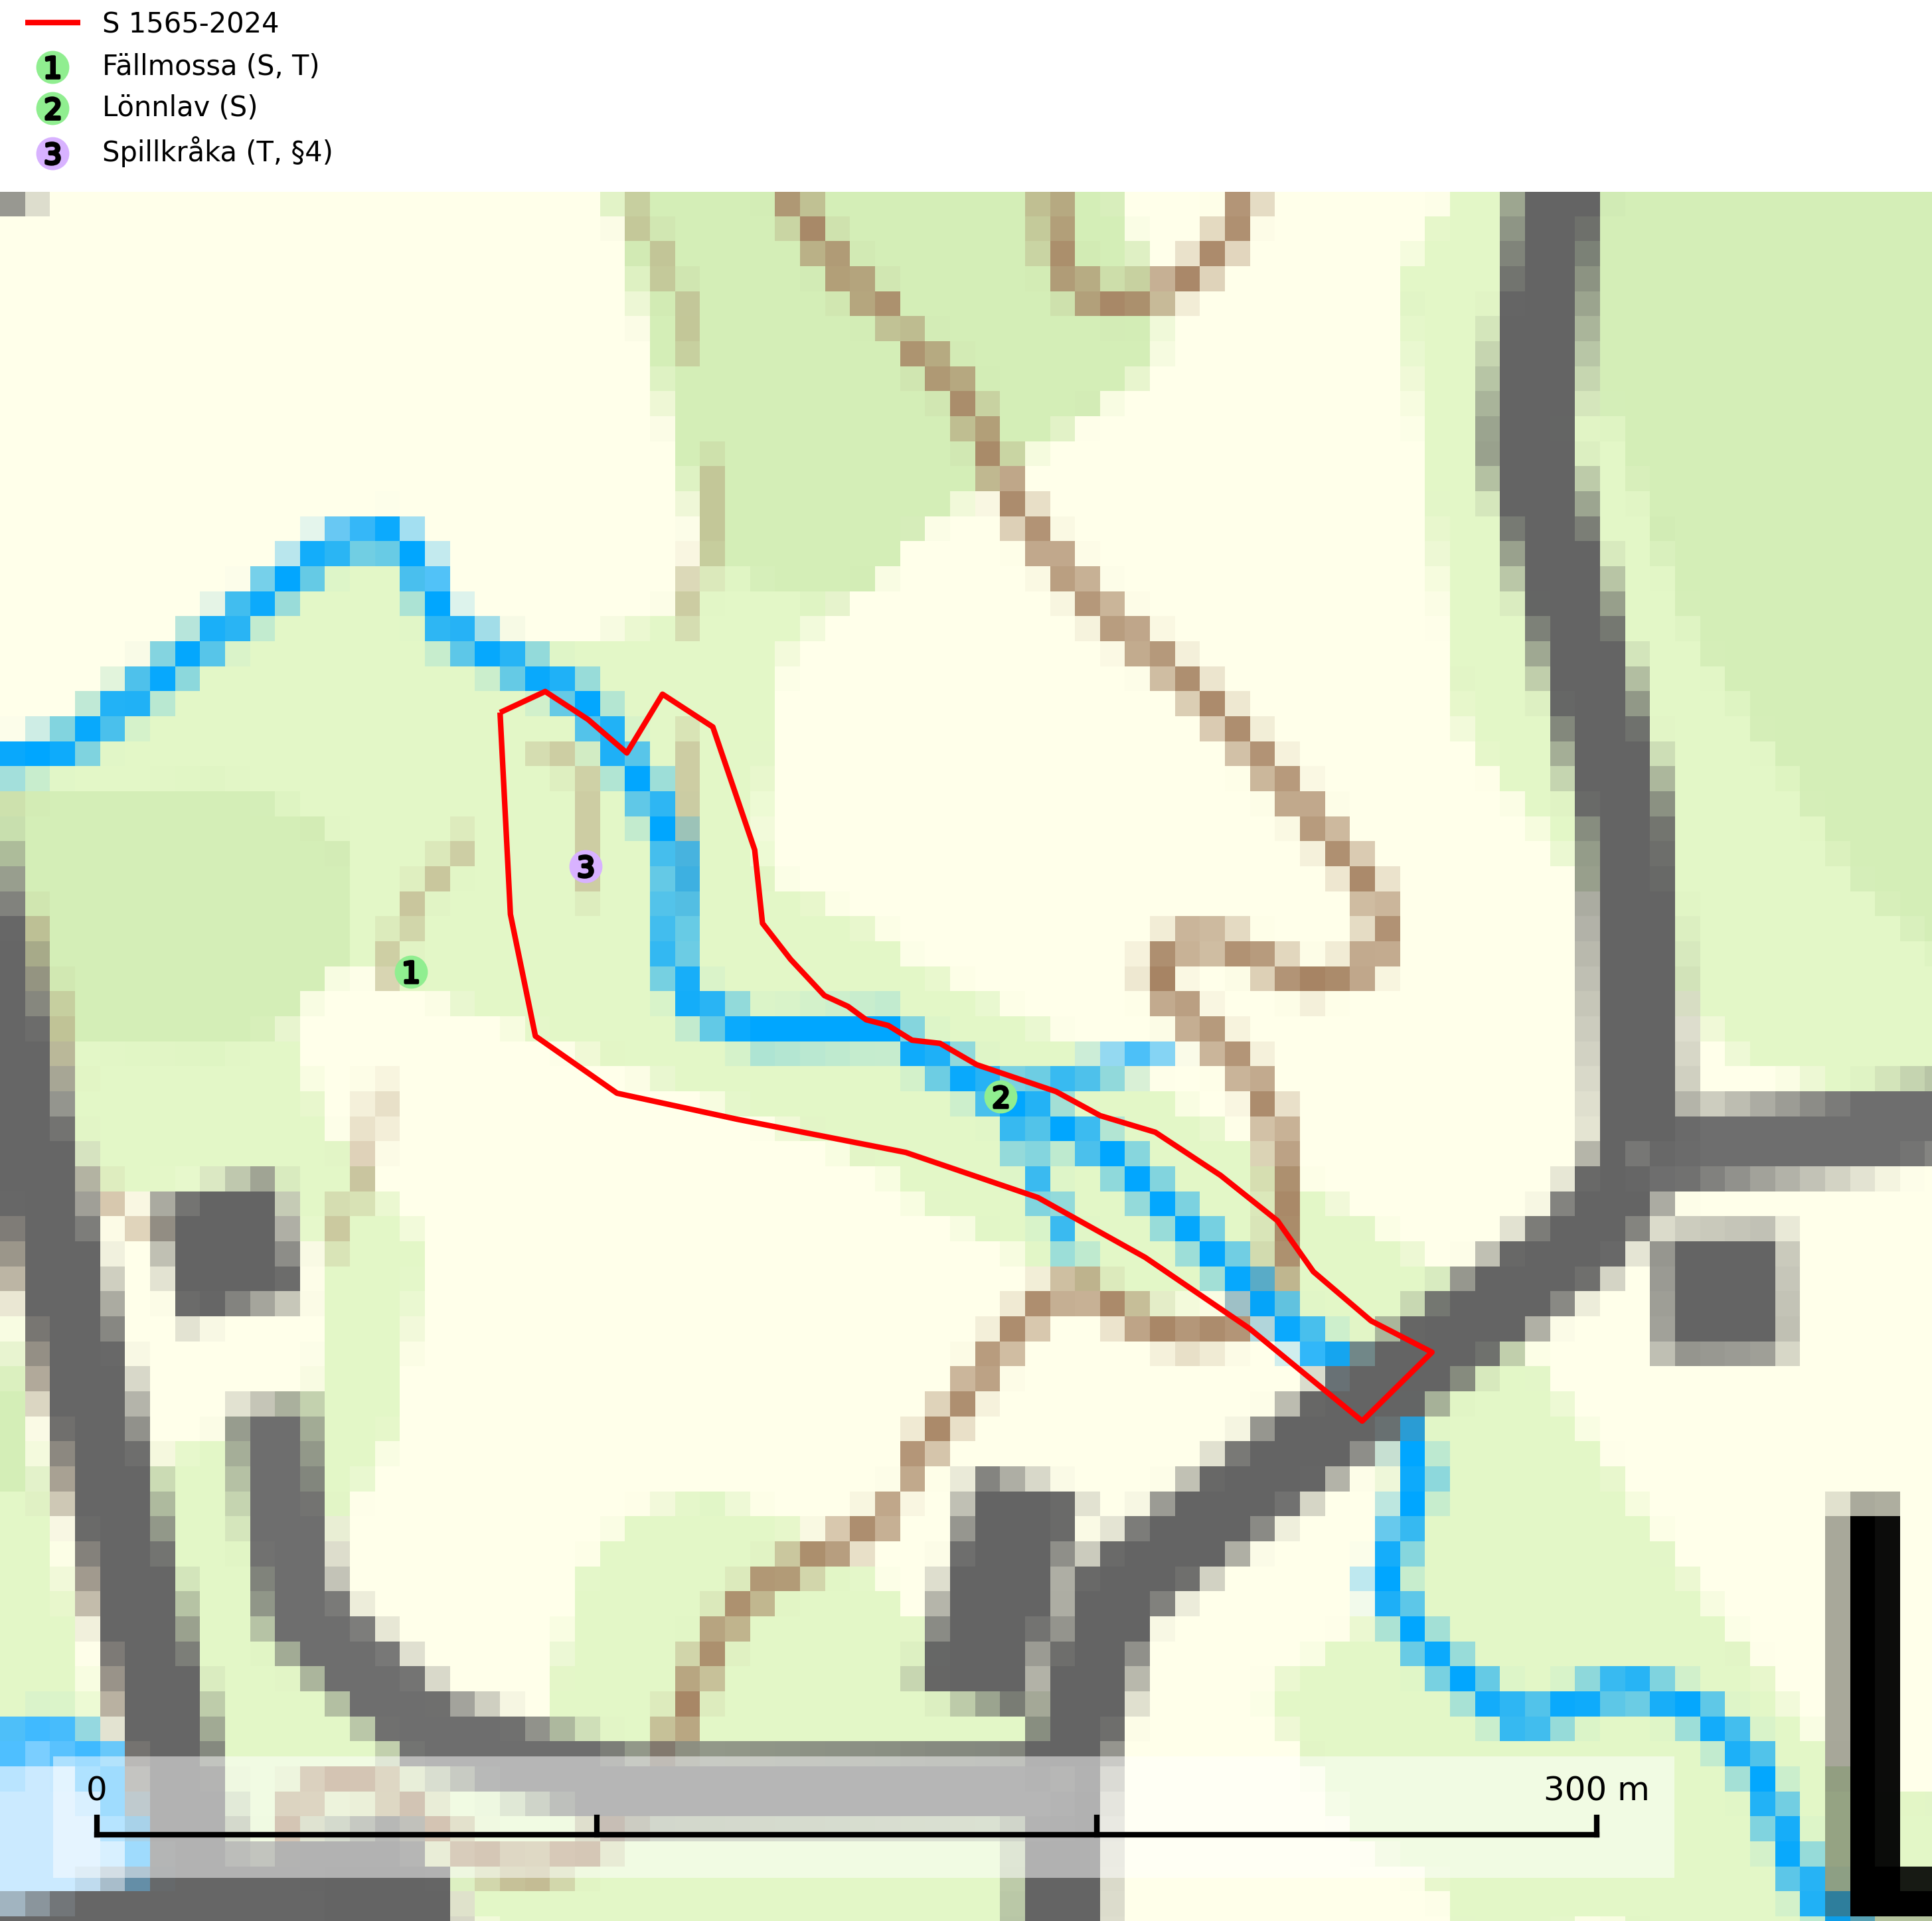 S 1565-2024
1 Fällmossa (S, T)
2 Lönnlav (S)
3 Spillkråka (T, §4)
3
1
2
0 300 m